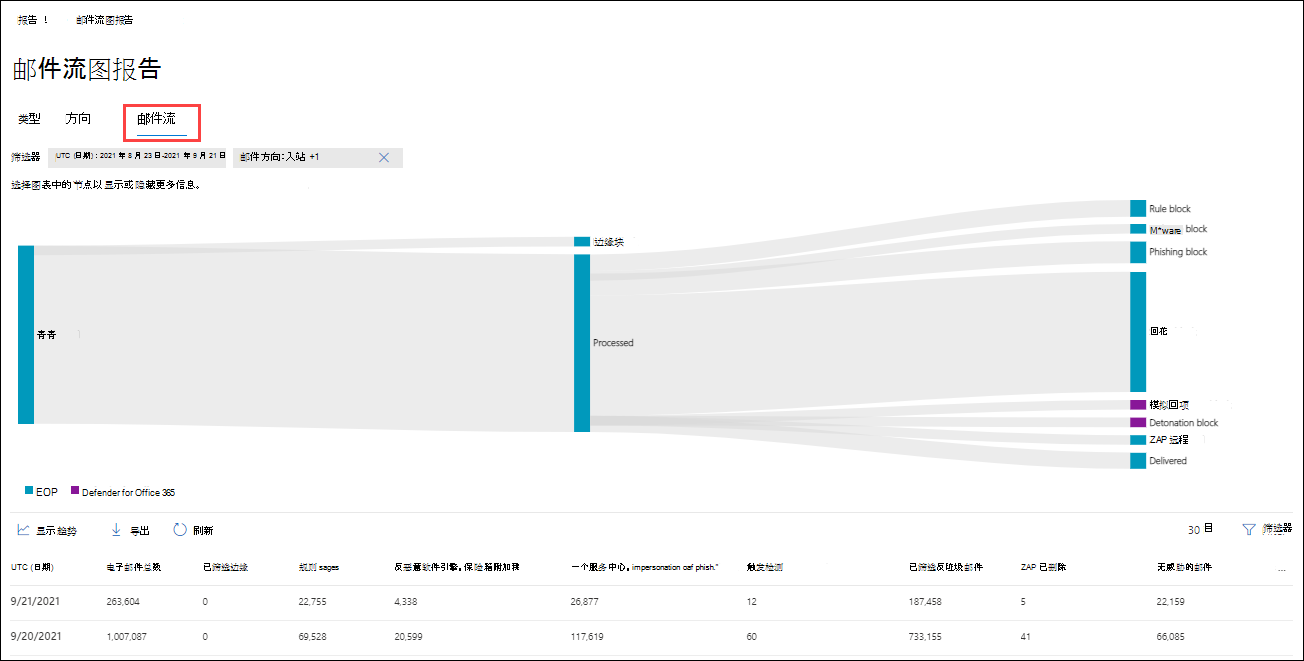 报告 ！ 邮件流图报告
邮件流图报告
类型 方向 邮件流
筛选器 UTC (日期)：2021 年 8 月 23 日-2021 年 9 月 21 日 邮件方向：入站 +1
选择图表中的节点以显示或隐藏更多信息。
Rule block
M*ware block
边缘块
Phishing block
回花
青青
Processed
模拟回项
Detonation block
ZAP 远程
Delivered
EOP Defender for Office 365
显示趋势 导出 刷新 30 目 筛选器
UTC (日期) 电子邮件总数 已筛选边缘 规则 sages 反恶意软件引擎。保险箱附加我 一个服务中心。impersonation oaf phish." 触发检测 已筛选反垃圾邮件 ZAP 已删除 无威胁的邮件 ...
9/21/2021 263,604 0 22,755 4,338 26,877 12 187,458 5 22,159
9/20/2021 1,007,087 0 69,528 20,599 117,619 60 733,155 41 66,085